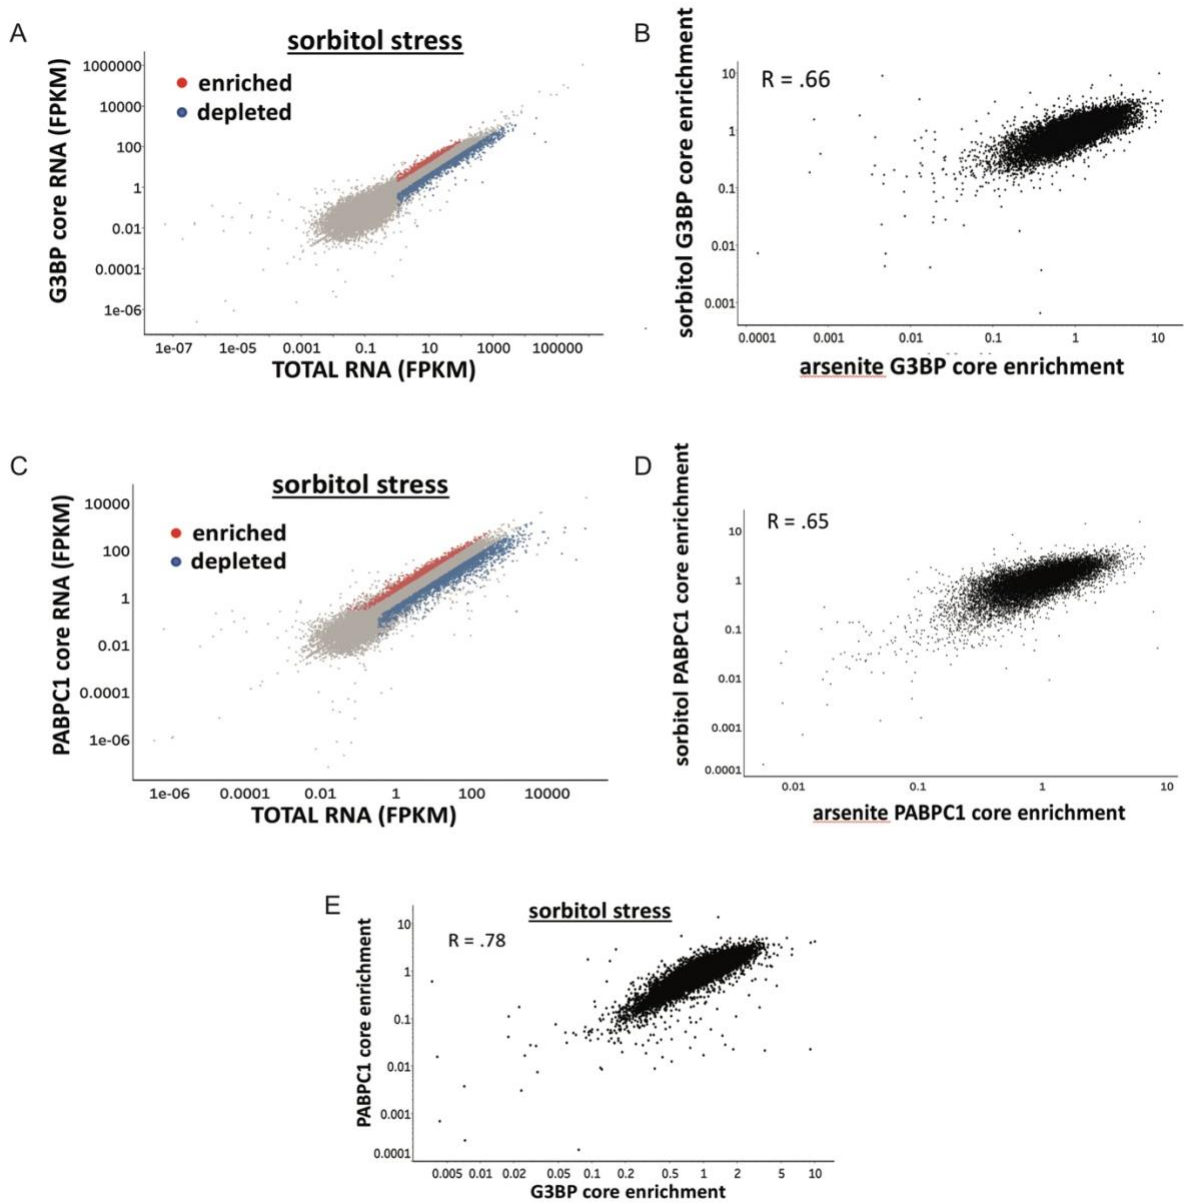 A
sorbitol stress
enriched
depleted
G3BP core RNA (FPKM)
1000000
10000
100
1
0.01
0.0001
1e-06
1e-07 1e-05 0.001 0.1 10 1000 100000
TOTAL RNA (FPKM)
B
R = .66
sorbitol G3BP core enrichment
10
1
0.1
0.01
0.001
0.0001 0.001 0.01 0.1 1 10
arsenite G3BP core enrichment
C
sorbitol stress
enriched
depleted
PABPC1 core RNA (FPKM)
10000
100
1
0.01
0.0001
1e-06
1e-06 0.0001 0.01 1 100 10000
TOTAL RNA (FPKM)
D
R = .65
sorbitol PABPC1 core enrichment
10
1
0.1
0.01
0.001
0.0001
0.01 0.1 1 10
arsenite PABPC1 core enrichment
E
sorbitol stress
R = .78
PABPC1 core enrichment
10
1
0.1
0.01
0.001
0.0001
0.005 0.01 0.02 0.05 0.1 0.2 0.5 1 2 5 10
G3BP core enrichment